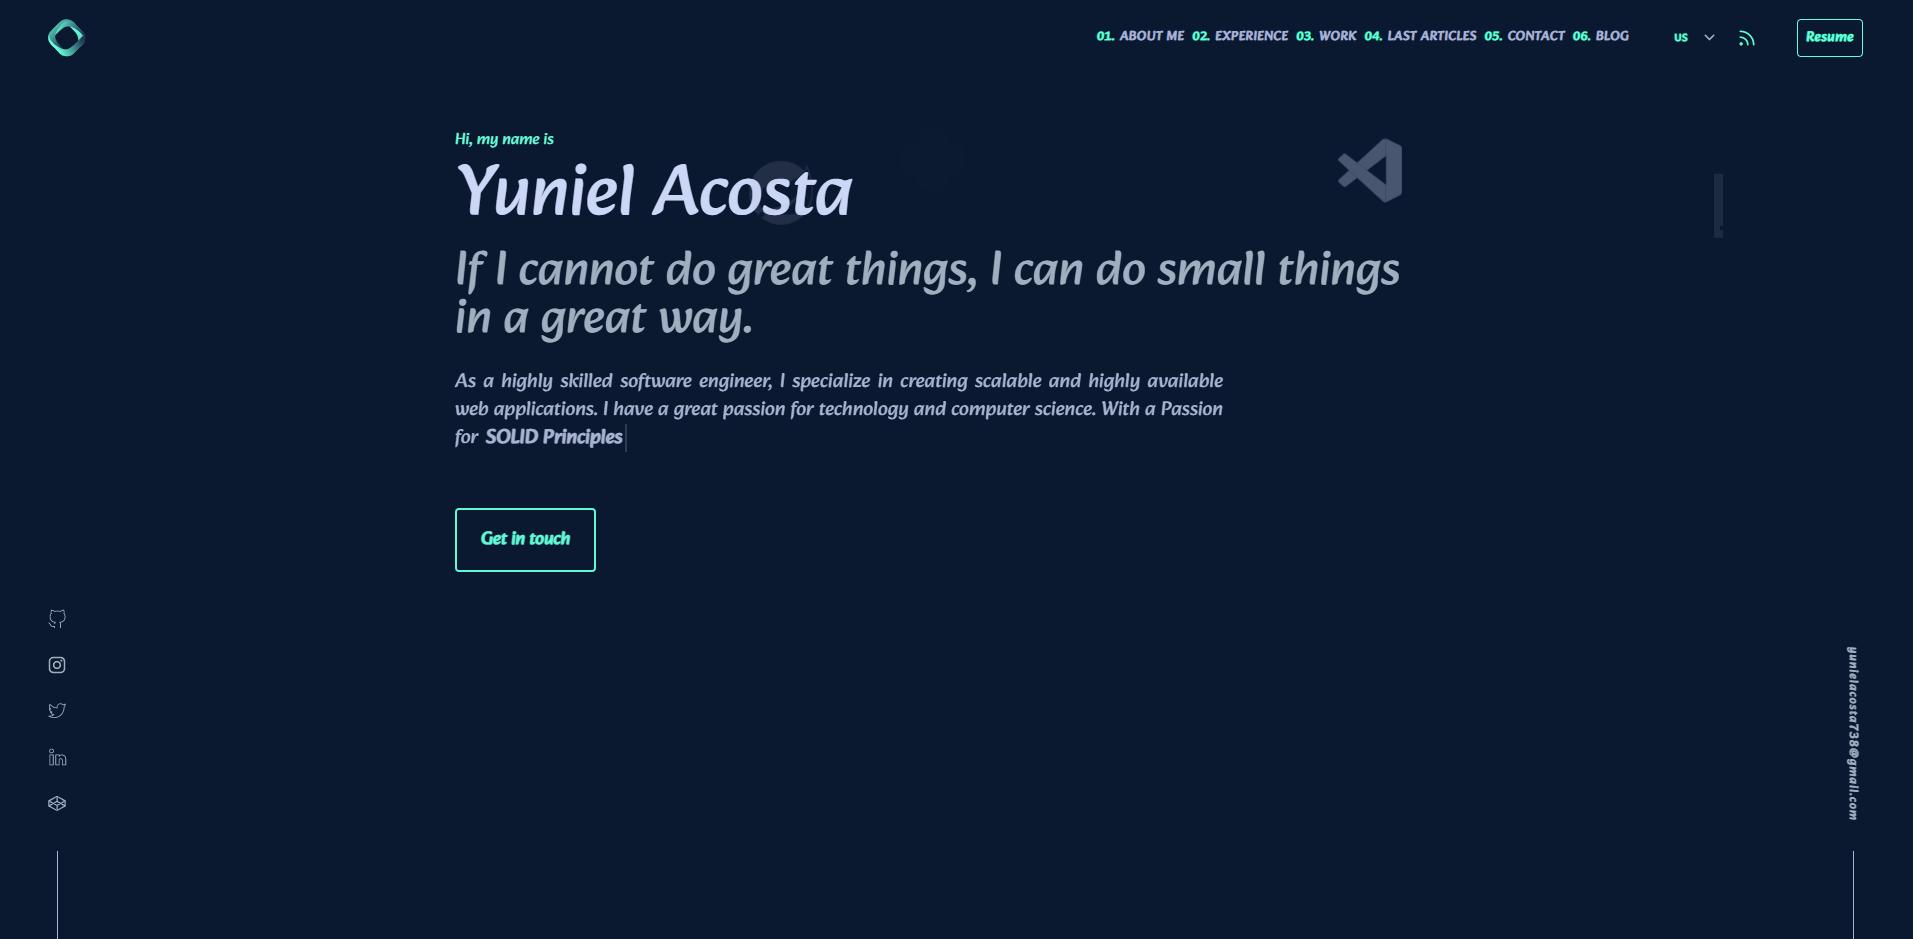 01. ABOUT ME 02. EXPERIENCE 03. WORK 04. LAST ARTICLES 05. CONTACT 06. BLOG US Resume
Hi, my name is
Yuniel Acosta
If I cannot do great things, I can do small things
in a great way.
As a highly skilled software engineer, I specialize in creating scalable and highly available
web applications. I have a great passion for technology and computer science. With a Passion
for SOLID Principles
Get in touch
yunielacosta738@gmail.com